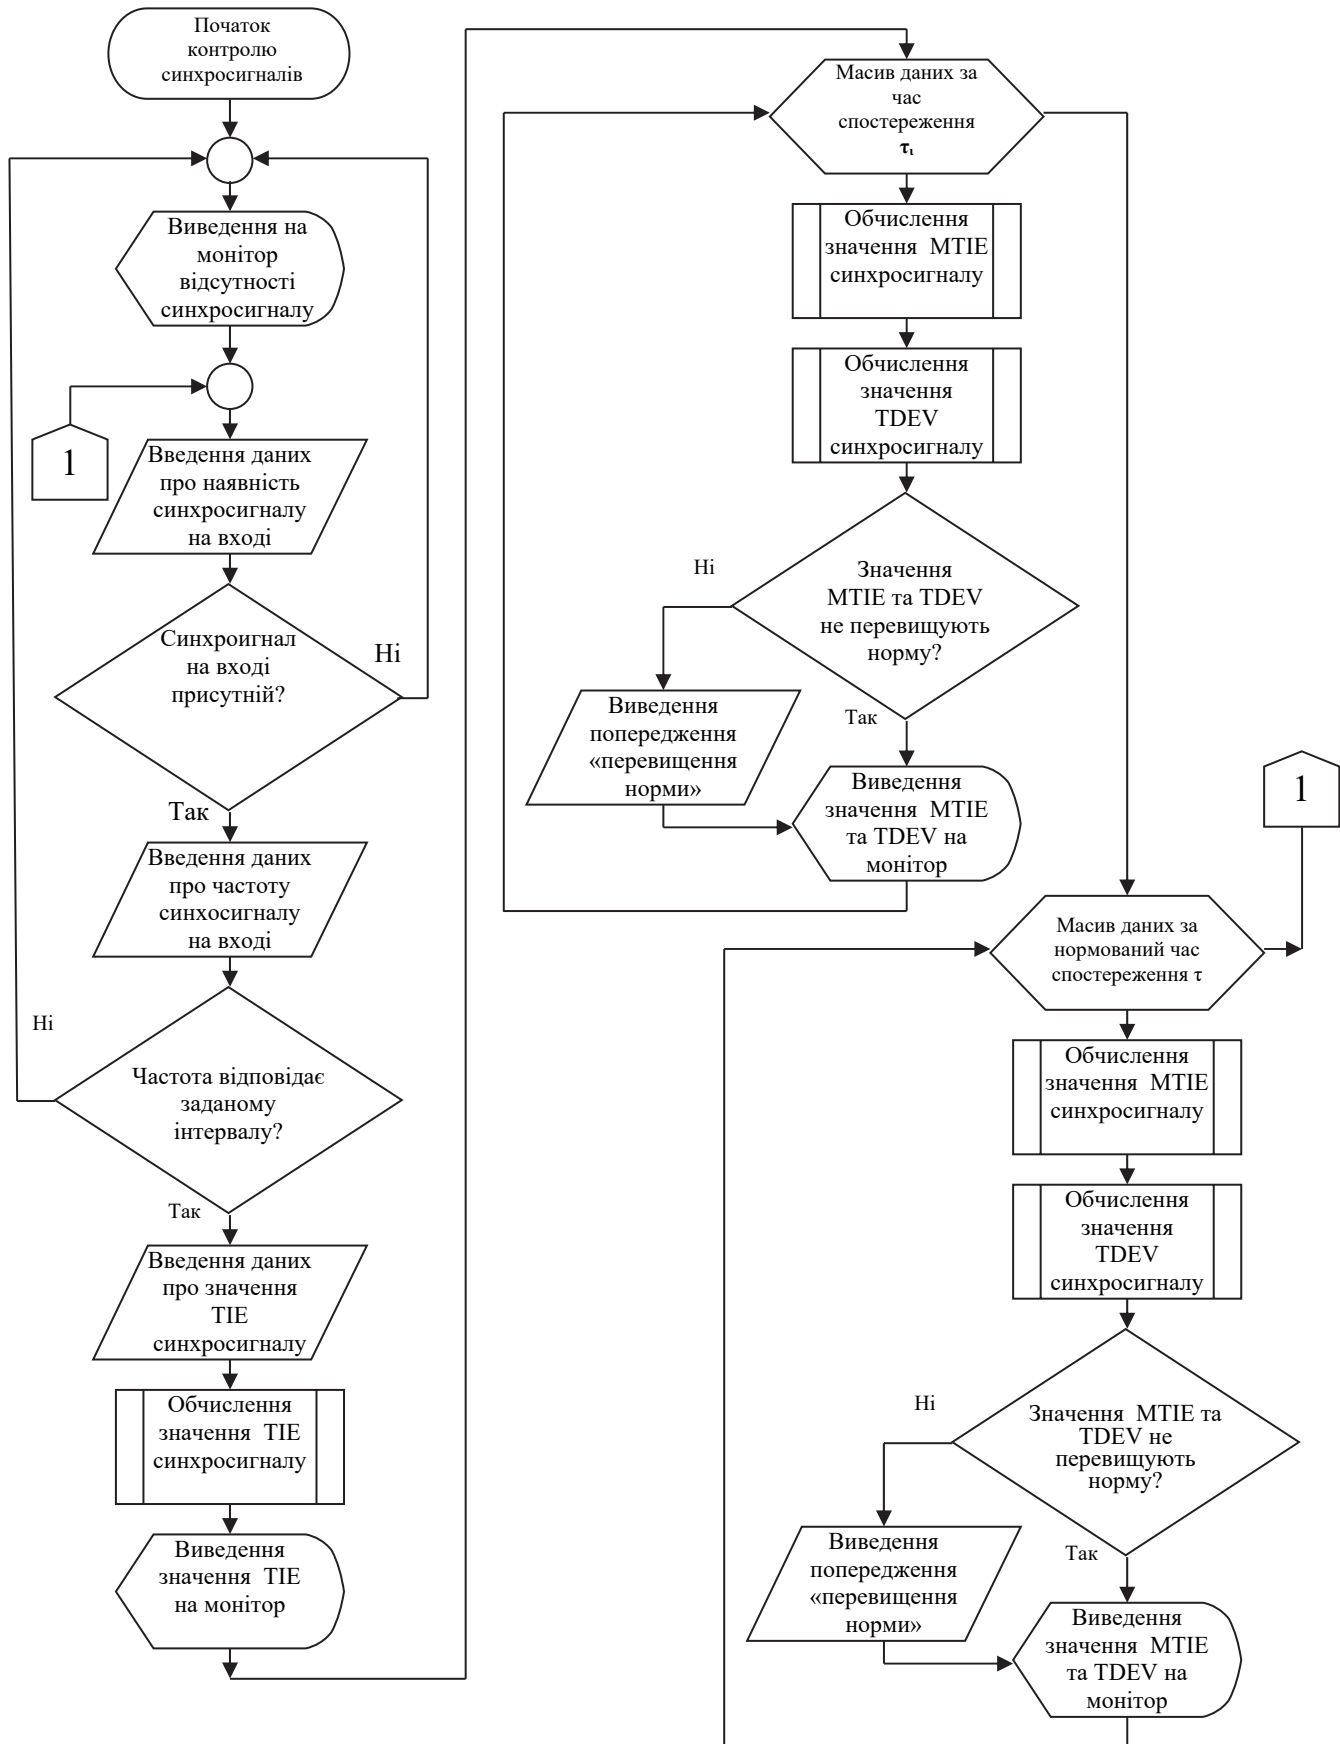 Початок
контролю
синхросигналів
Виведення на
монітор
відсутності
синхросигналу
1
Введення даних
про наявність
синхросигналу
на вході
Синхроигнал
на вході
присутній?
Ні
Так
Введення даних
про частоту
синхосигналу
на вході
Ні
Частота відповідає
заданому
інтервалу?
Так
Введення даних
про значення
TIE
синхросигналу
Обчислення
значення TIE
синхросигналу
Виведення
значення TIE
на монітор
Масив даних за
час
спостереження
τι
Обчислення
значення MTIE
синхросигналу
Обчислення
значення
TDEV
синхросигналу
Ні
Значення
MTIE та TDEV
не перевищують
норму?
Так
Виведення
попередження
«перевищення
норми»
Виведення
значення MTIE
та TDEV на
монітор
1
Масив даних за
нормований час
спостереження τ
Обчислення
значення MTIE
синхросигналу
Обчислення
значення
TDEV
синхросигналу
Ні
Значення MTIE та
TDEV не
перевищують
норму?
Так
Виведення
попередження
«перевищення
норми»
Виведення
значення MTIE
та TDEV на
монітор